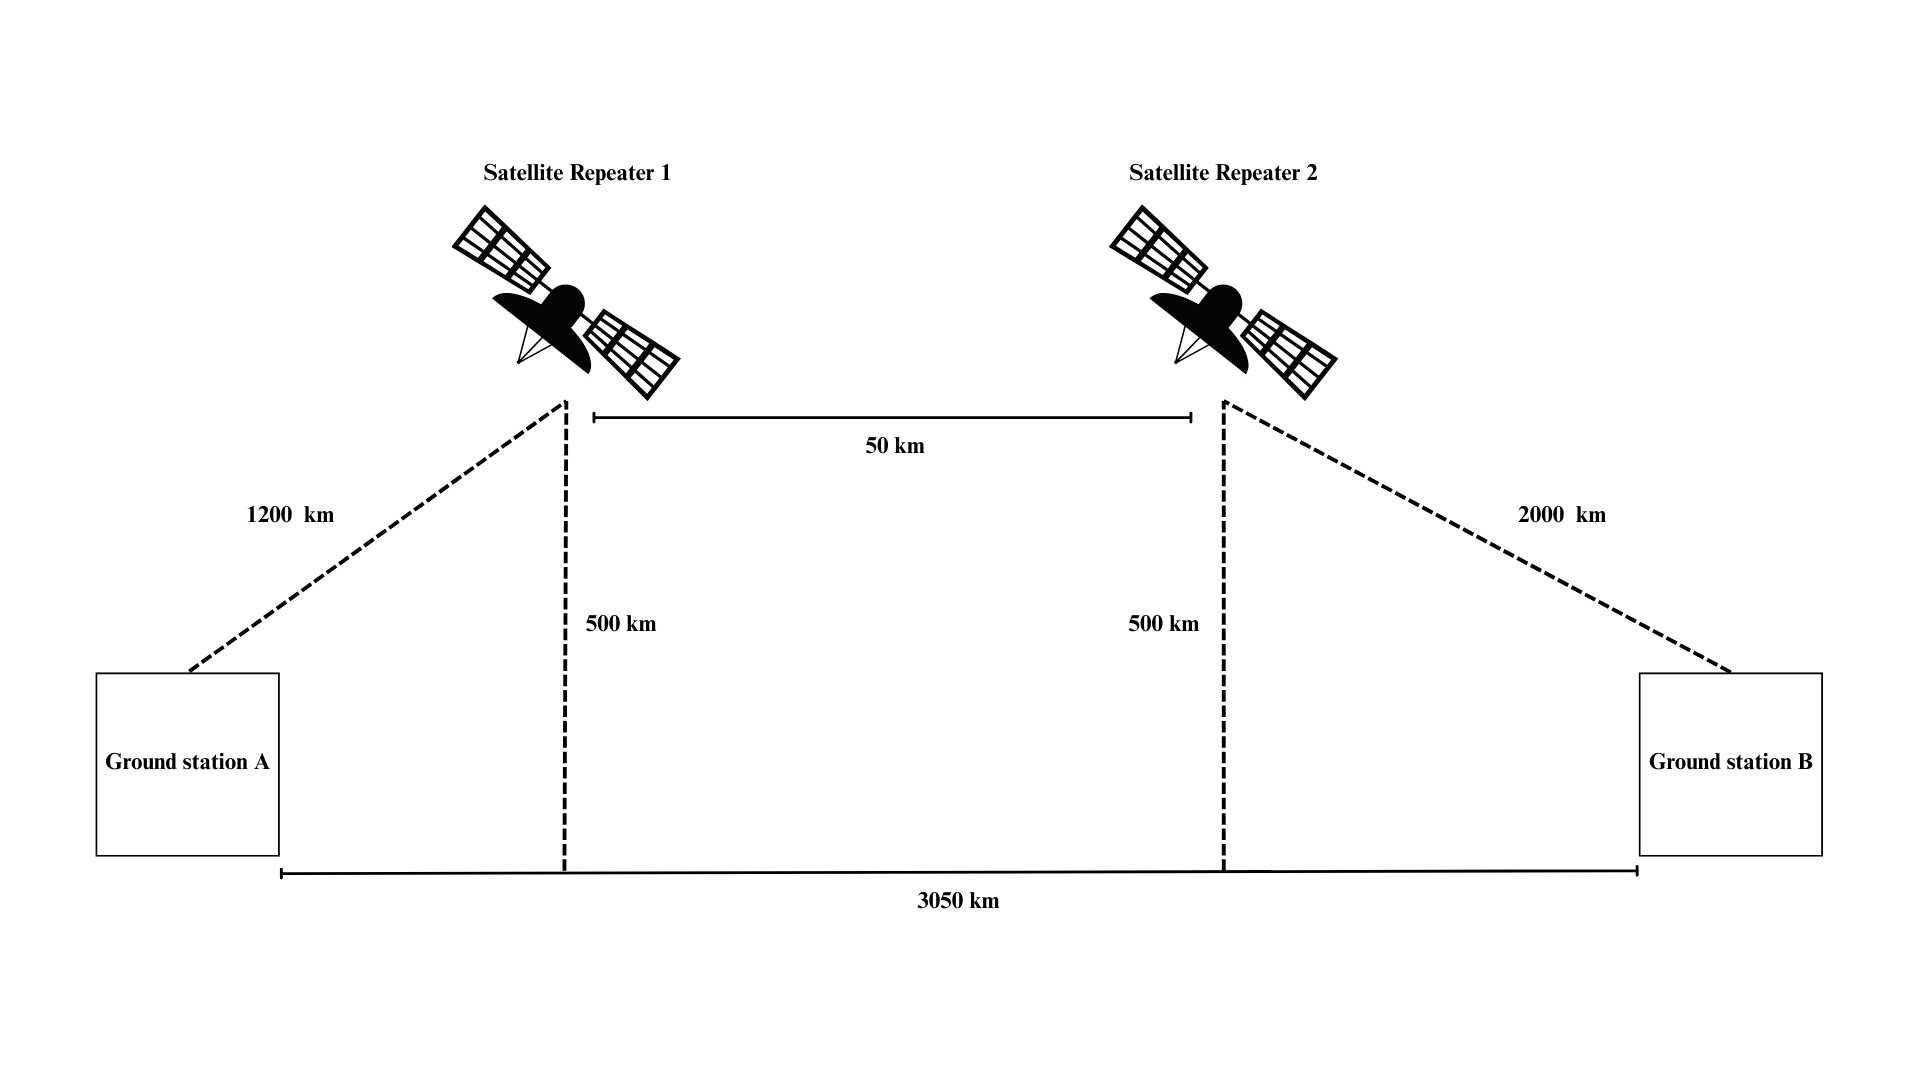 Satellite Repeater 1
Satellite Repeater 2
50 km
1200 km
2000 km
500 km
500 km
Ground station A
Ground station B
3050 km